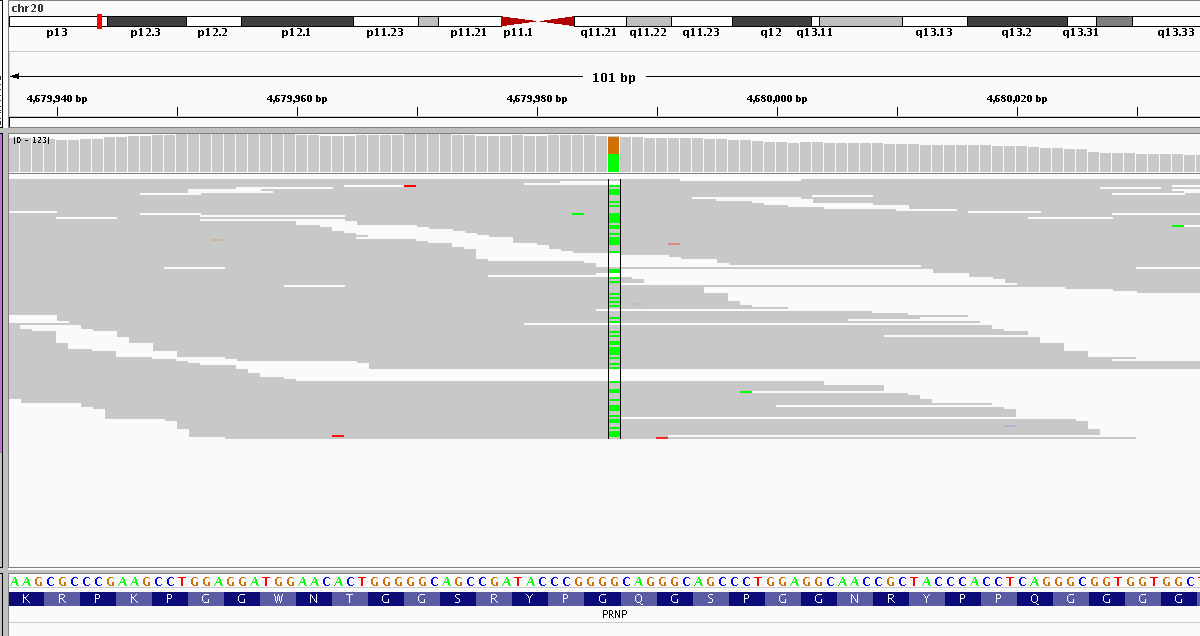 chr20
p13 p12.3 p12.2 p12.1 p11.23 p11.21 p11.1 q11.21 q11.22 q11.23 q12 q13.11 q13.13 q13.2 q13.31 q13.33
101 bp
4,679,940 bp 4,679,960 bp 4,679,980 bp 4,680,000 bp 4,680,020 bp
[0 - 123]
AAGCGCCCGAAGCCTGGAGGATGGAACACTGGGGGCAGCCGATACCCGGGGCAGGGCAGCCCTGGAGGCAACCGCTACCCACCTCAGGGCGGTGGTGGC
K R P K P G G W N T G G S R Y P G Q G S P G G N R Y P P Q G G G G
PRNP